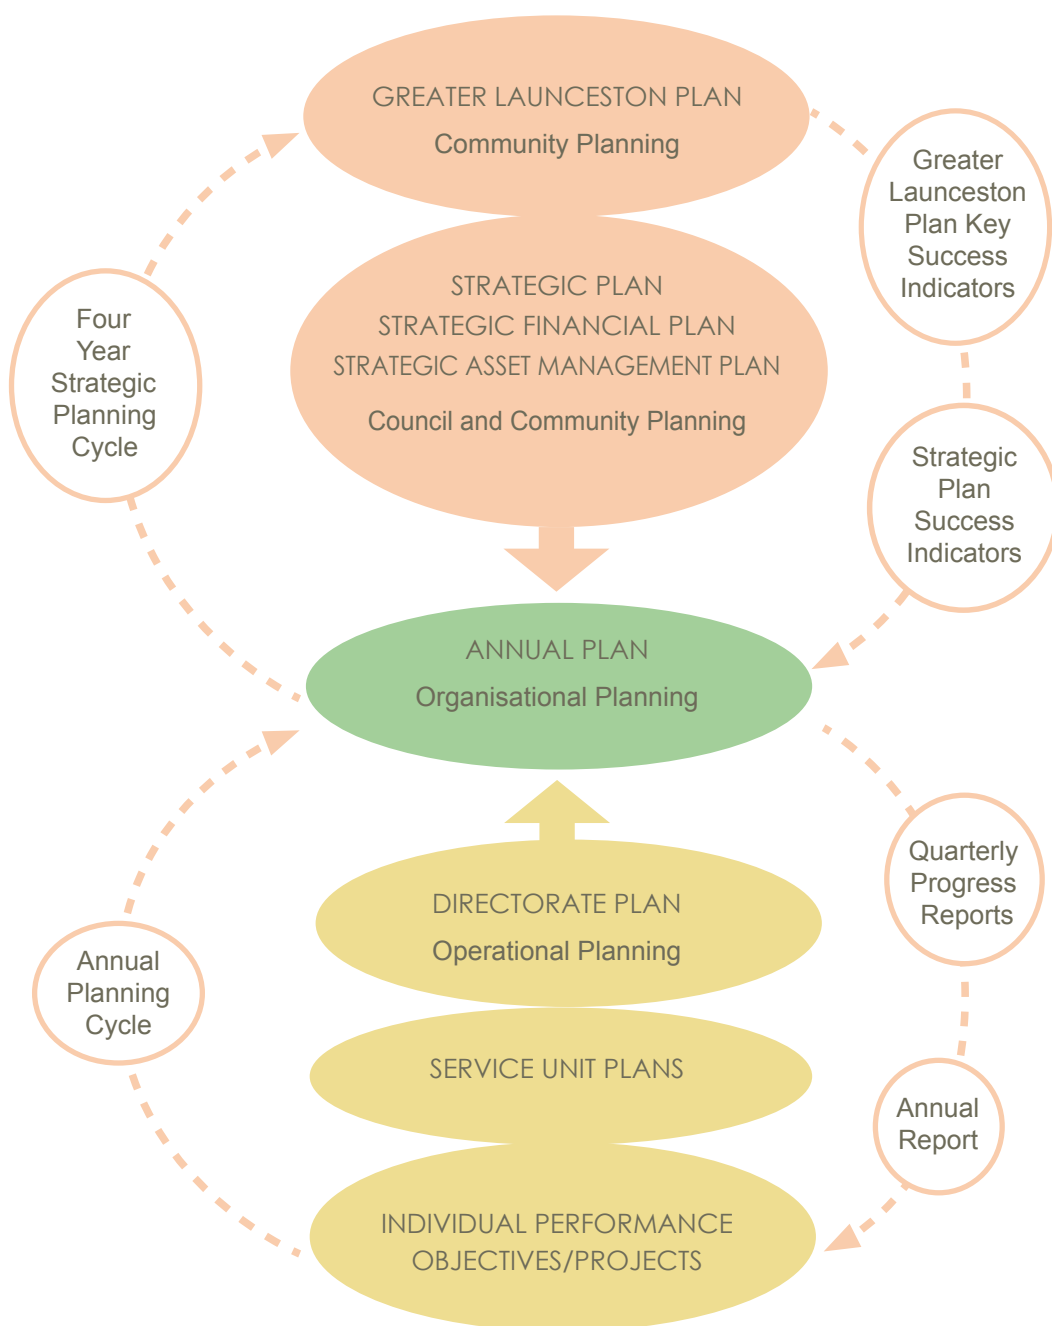 GREATER LAUNCESTON PLAN
Community Planning
Greater
Launceston
Plan Key
Success
Indicators
STRATEGIC PLAN
STRATEGIC FINANCIAL PLAN
STRATEGIC ASSET MANAGEMENT PLAN
Council and Community Planning
Four
Year
Strategic
Planning
Cycle
Strategic
Plan
Success
Indicators
ANNUAL PLAN
Organisational Planning
Quarterly
Progress
Reports
DIRECTORATE PLAN
Operational Planning
Annual
Planning
Cycle
SERVICE UNIT PLANS
Annual
Report
INDIVIDUAL PERFORMANCE
OBJECTIVES/PROJECTS